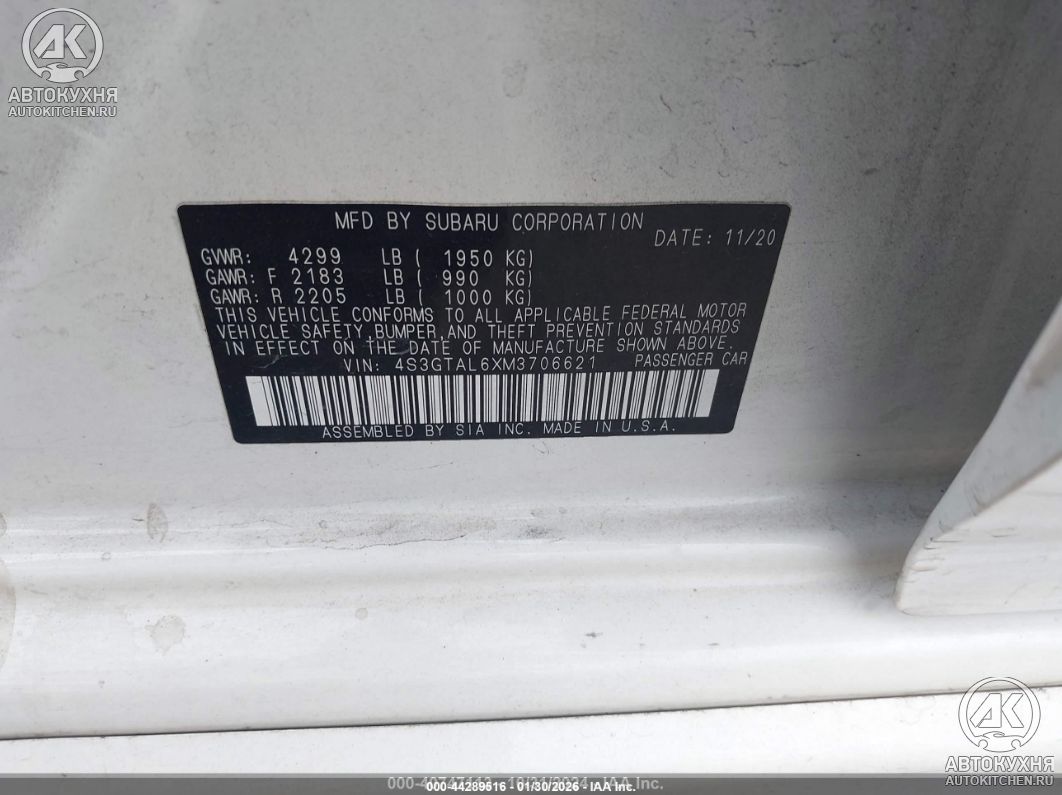 АК
АВТОКУХНЯ
AUTOKITCHEN.RU
MFD BY SUBARU CORPORATION
DATE: 11/20
GVWR: 4299 LB ( 1950 KG)
GAWR: F 2183 LB ( 990 KG)
GAWR: R 2205 LB ( 1000 KG)
THIS VEHICLE CONFORMS TO ALL APPLICABLE FEDERAL MOTOR
VEHICLE SAFETY,BUMPER,AND THEFT PREVENTION STANDARDS
IN EFFECT ON THE DATE OF MANUFACTURE SHOWN ABOVE.
VIN: 4S3GTAL6XM3706621 PASSENGER CAR
ASSEMBLED BY SIA INC. MADE IN U.S.A.
АК
АВТОКУХНЯ
AUTOKITCHEN.RU
000-44289516 - 01/30/2026 - IAA Inc.